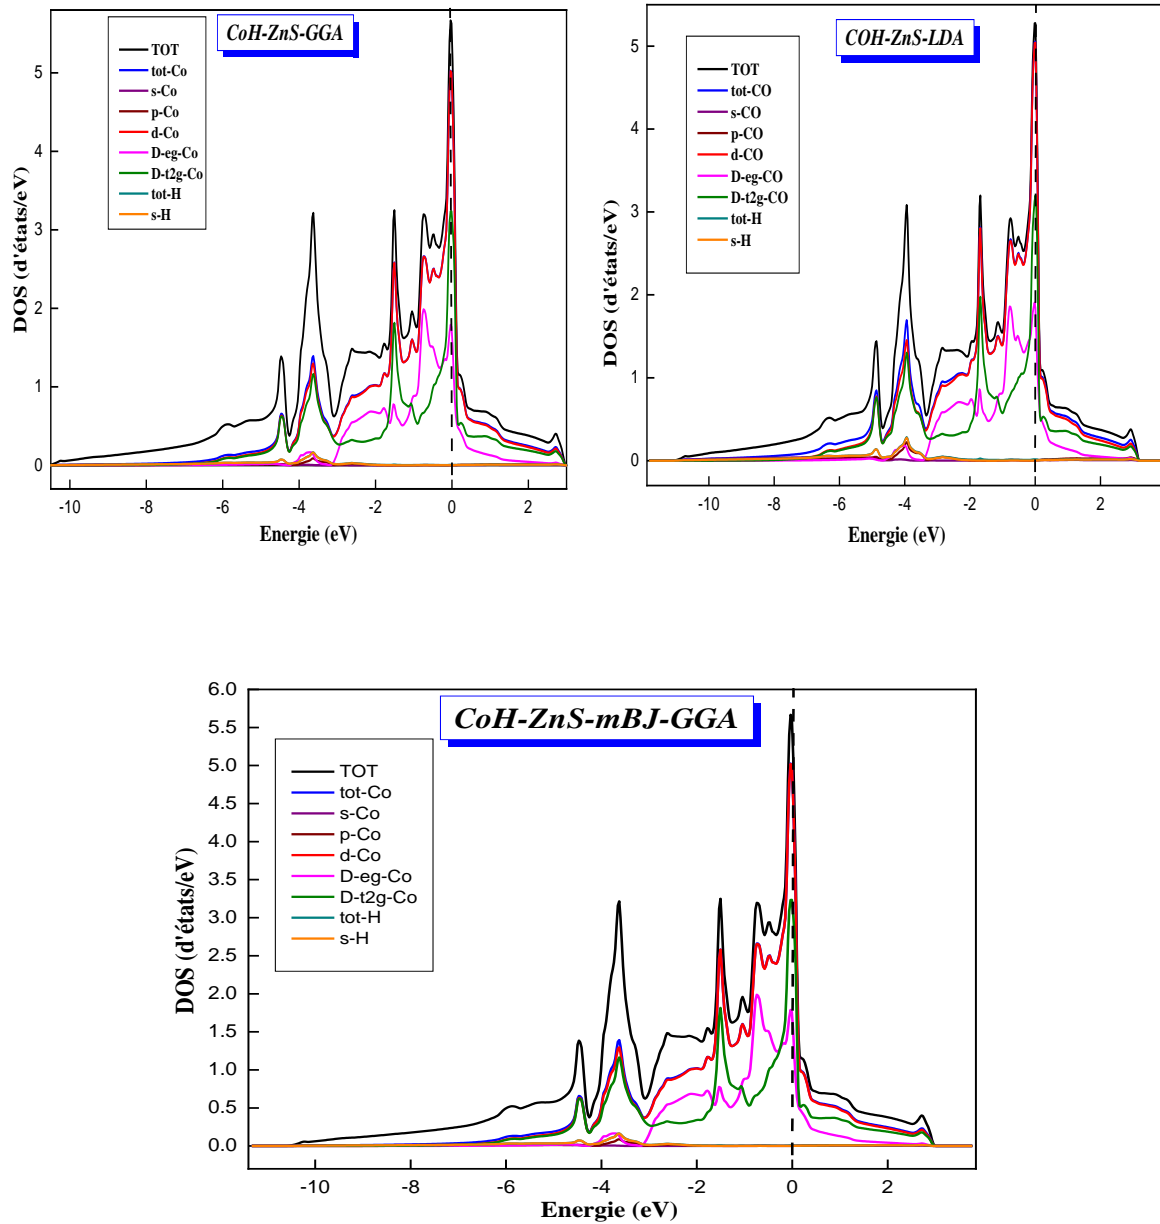 CoH-ZnS-GGA
TOT
tot-Co
s-Co
p-Co
d-Co
D-eg-Co
D-t2g-Co
tot-H
s-H
DOS (d'états/eV)
5
4
3
2
1
0
-10 -8 -6 -4 -2 0 2
Energie (eV)
COH-ZnS-LDA
TOT
tot-CO
s-CO
p-CO
d-CO
D-eg-CO
D-t2g-CO
tot-H
s-H
DOS (d'états/eV)
5
4
3
2
1
0
-10 -8 -6 -4 -2 0 2
Energie (eV)
CoH-ZnS-mBJ-GGA
TOT
tot-Co
s-Co
p-Co
d-Co
D-eg-Co
D-t2g-Co
tot-H
s-H
DOS (d'états/eV)
6.0
5.5
5.0
4.5
4.0
3.5
3.0
2.5
2.0
1.5
1.0
0.5
0.0
-10 -8 -6 -4 -2 0 2
Energie (eV)